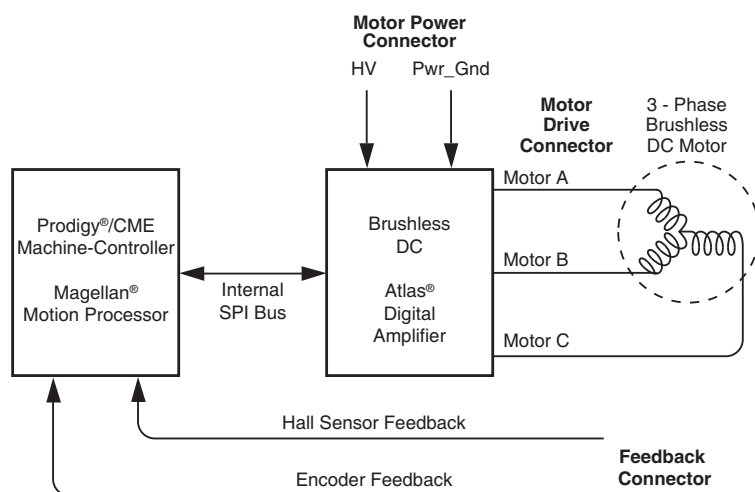 Motor Power
Connector
HV
Pwr_Gnd
Motor
Drive
Connector
3 - Phase
Brushless
DC Motor
Prodigy®/CME
Machine-Controller
Magellan®
Motion Processor
Internal
SPI Bus
Brushless
DC
Atlas®
Digital
Amplifier
Motor A
Motor B
Motor C
Hall Sensor Feedback
Encoder Feedback
Feedback
Connector